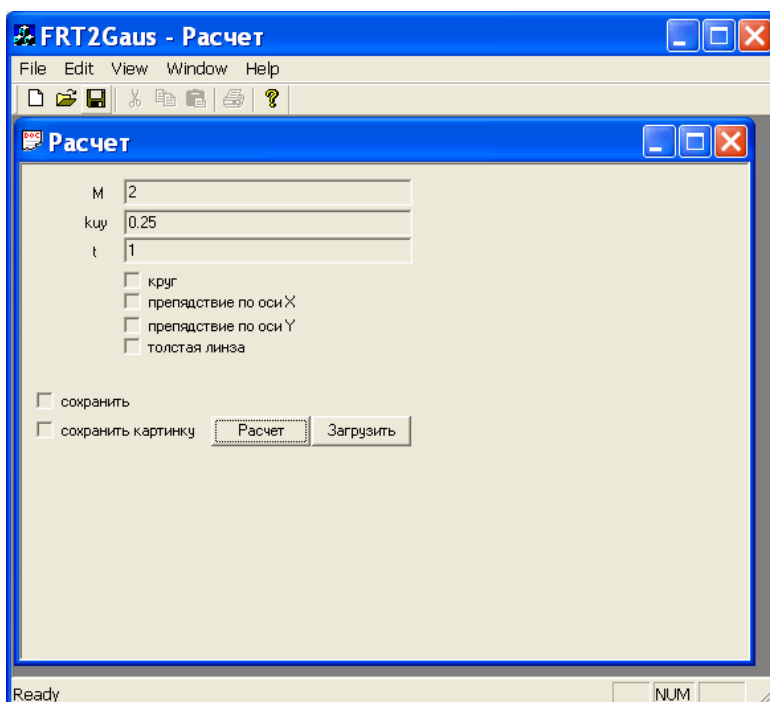 FRT2Gaus - Расчет
File Edit View Window Help
Расчет
M 2
kuy 0.25
t 1
круг
препядствие по оси X
препядствие по оси Y
толстая линза
сохранить
сохранить картинку Расчет Загрузить
Ready NUM